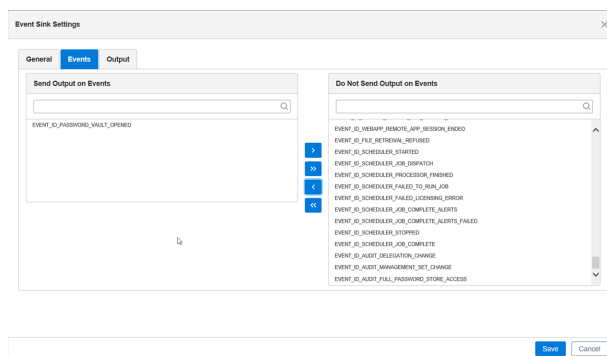 Event Sink Settings
General Events Output
Send Output on Events
EVENT_ID_PASSWORD_VAULT_OPENED
>
>>
<
<<
Do Not Send Output on Events
EVENT_ID_WEBAPP_REMOTE_APP_SESSION_ENDED
EVENT_ID_FILE_RETREIVAL_REFUSED
EVENT_ID_SCHEDULER_STARTED
EVENT_ID_SCHEDULER_JOB_DISPATCH
EVENT_ID_SCHEDULER_PROCESSOR_FINISHED
EVENT_ID_SCHEDULER_FAILED_TO_RUN_JOB
EVENT_ID_SCHEDULER_FAILED_LICENSING_ERROR
EVENT_ID_SCHEDULER_JOB_COMPLETE_ALERTS
EVENT_ID_SCHEDULER_JOB_COMPLETE_ALERTS_FAILED
EVENT_ID_SCHEDULER_STOPPED
EVENT_ID_SCHEDULER_JOB_COMPLETE
EVENT_ID_AUDIT_DELEGATION_CHANGE
EVENT_ID_AUDIT_MANAGEMENT_SET_CHANGE
EVENT_ID_AUDIT_FULL_PASSWORD_STORE_ACCESS
Save Cancel